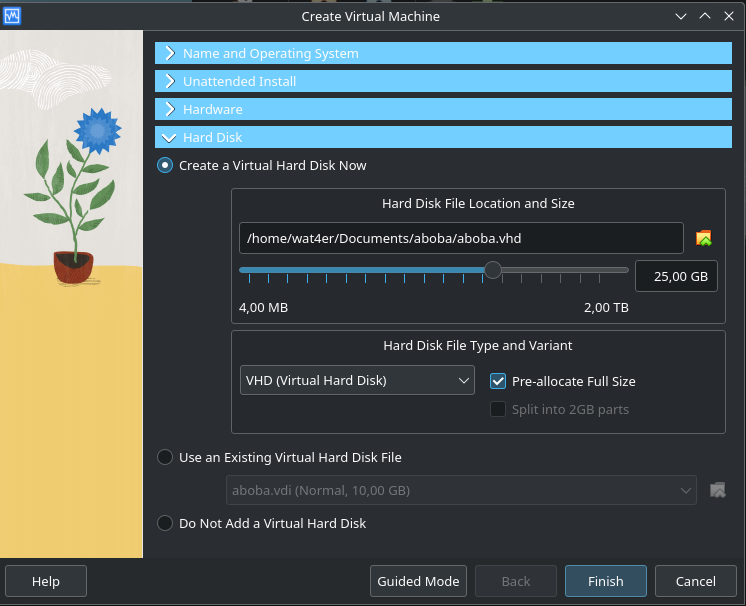 Create Virtual Machine
Name and Operating System
Unattended Install
Hardware
Hard Disk
Create a Virtual Hard Disk Now
Hard Disk File Location and Size
/home/wat4er/Documents/aboba/aboba.vhd
25,00 GB
4,00 MB 2,00 TB
Hard Disk File Type and Variant
VHD (Virtual Hard Disk) Pre-allocate Full Size
Split into 2GB parts
Use an Existing Virtual Hard Disk File
aboba.vdi (Normal, 10,00 GB)
Do Not Add a Virtual Hard Disk
Help Guided Mode Back Finish Cancel